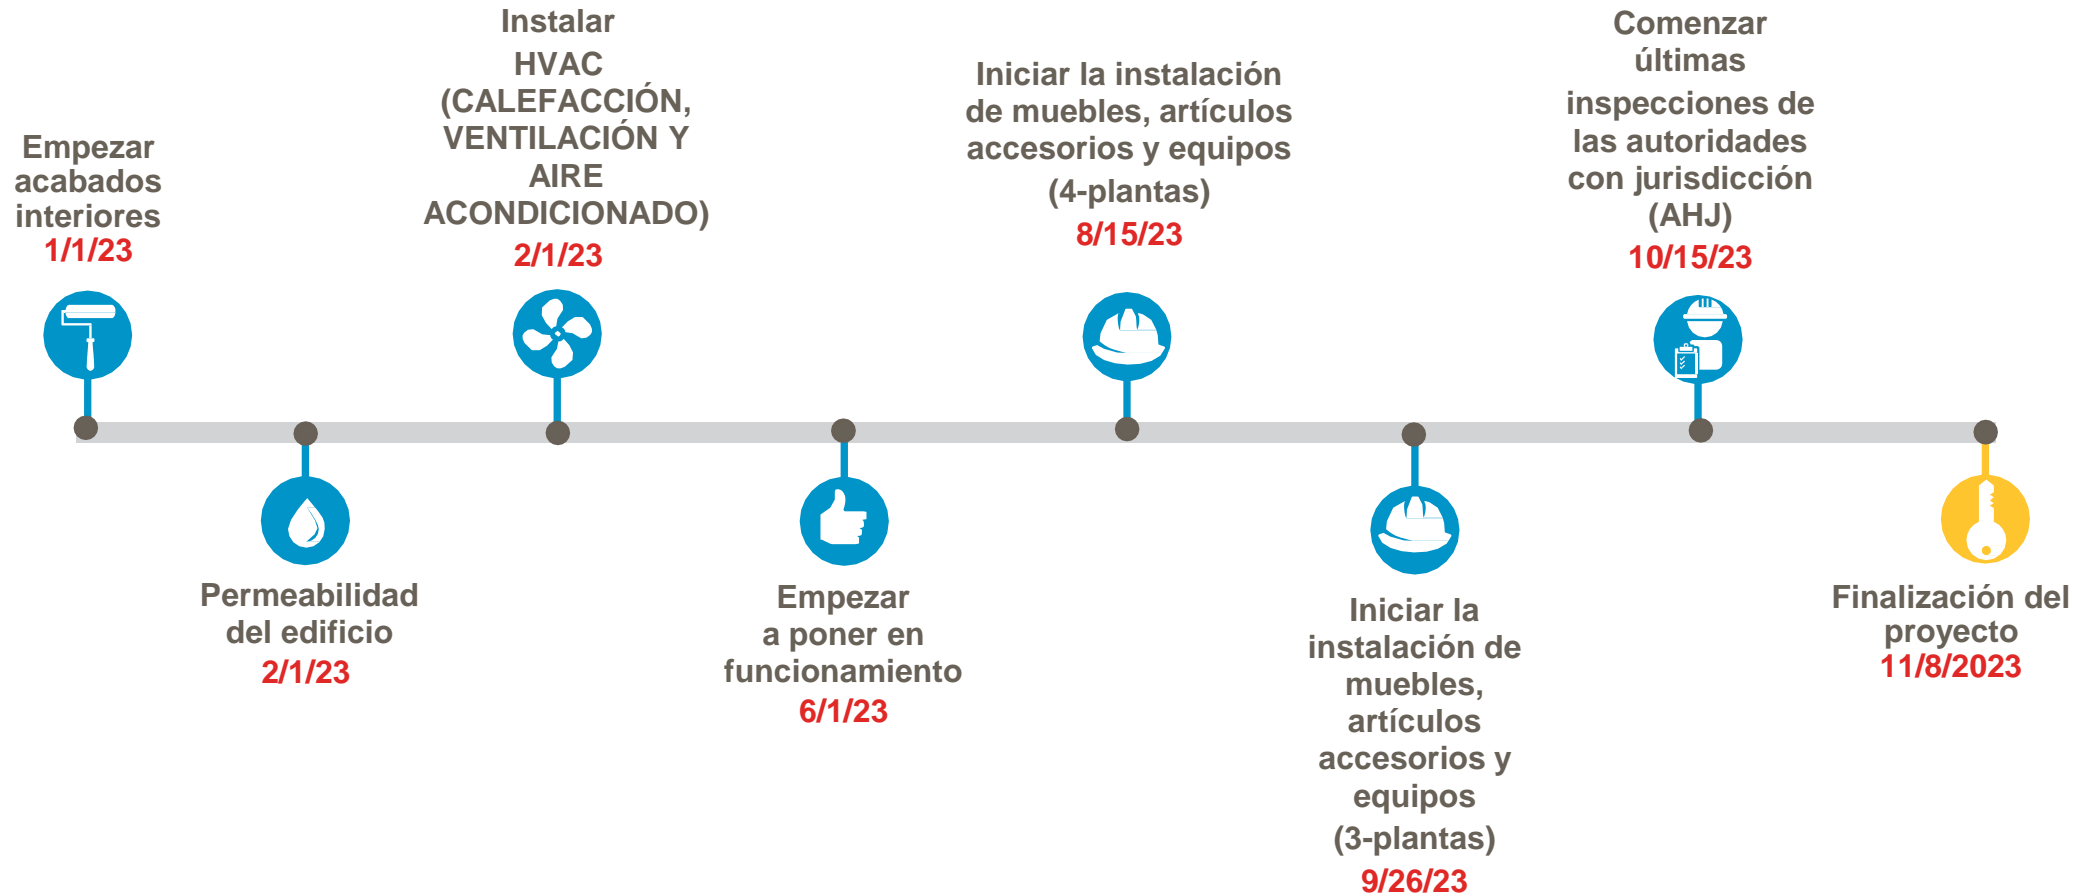 Empezar
acabados
interiores
1/1/23
Permeabilidad
del edificio
2/1/23
Instalar
HVAC
(CALEFACCIÓN,
VENTILACIÓN Y
AIRE
ACONDICIONADO)
2/1/23
Empezar
a poner en
funcionamiento
6/1/23
Iniciar la instalación
de muebles, artículos
accesorios y equipos
(4-plantas)
8/15/23
Iniciar la
instalación de
muebles,
artículos
accesorios y
equipos
(3-plantas)
9/26/23
Comenzar
últimas
inspecciones de
las autoridades
con jurisdicción
(AHJ)
10/15/23
Finalización del
proyecto
11/8/2023